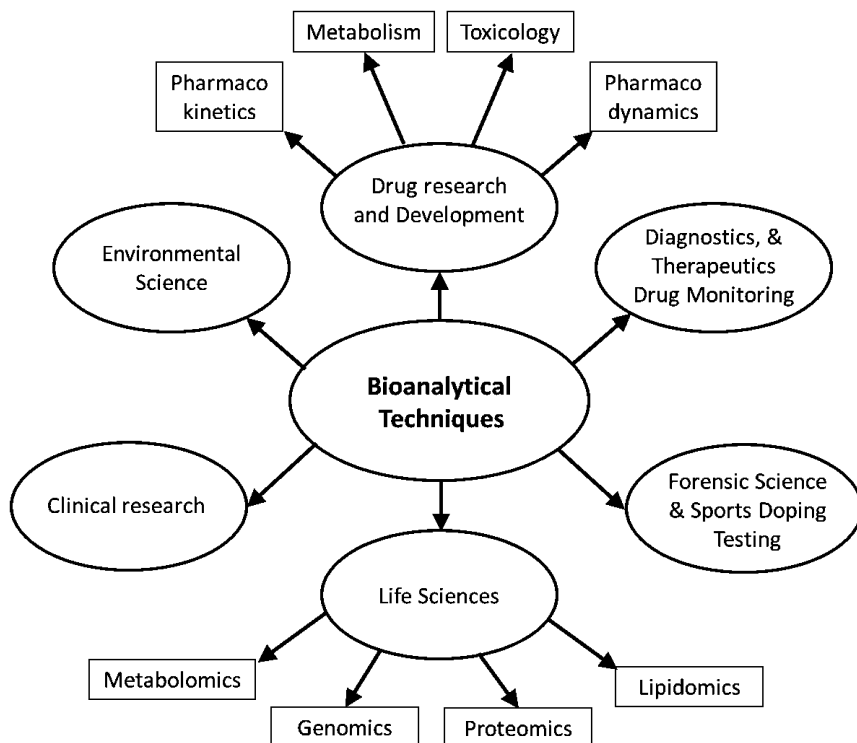 Metabolism
Toxicology
Pharmaco
kinetics
Pharmaco
dynamics
Drug research
and Development
Environmental
Science
Diagnostics, &
Therapeutics
Drug Monitoring
Bioanalytical
Techniques
Clinical research
Forensic Science
& Sports Doping
Testing
Life Sciences
Metabolomics
Lipidomics
Genomics
Proteomics